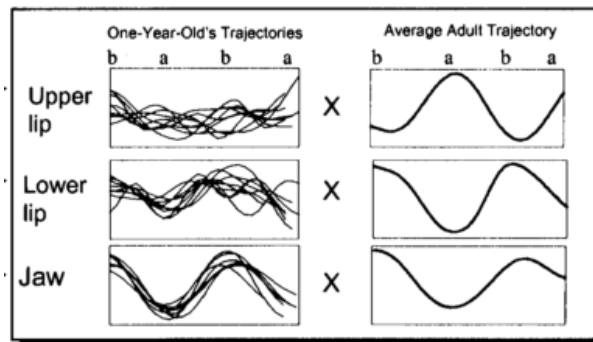 One-Year-Old's Trajectories Average Adult Trajectory
b a b a b a b a
Upper lip X
Lower lip X
Jaw X